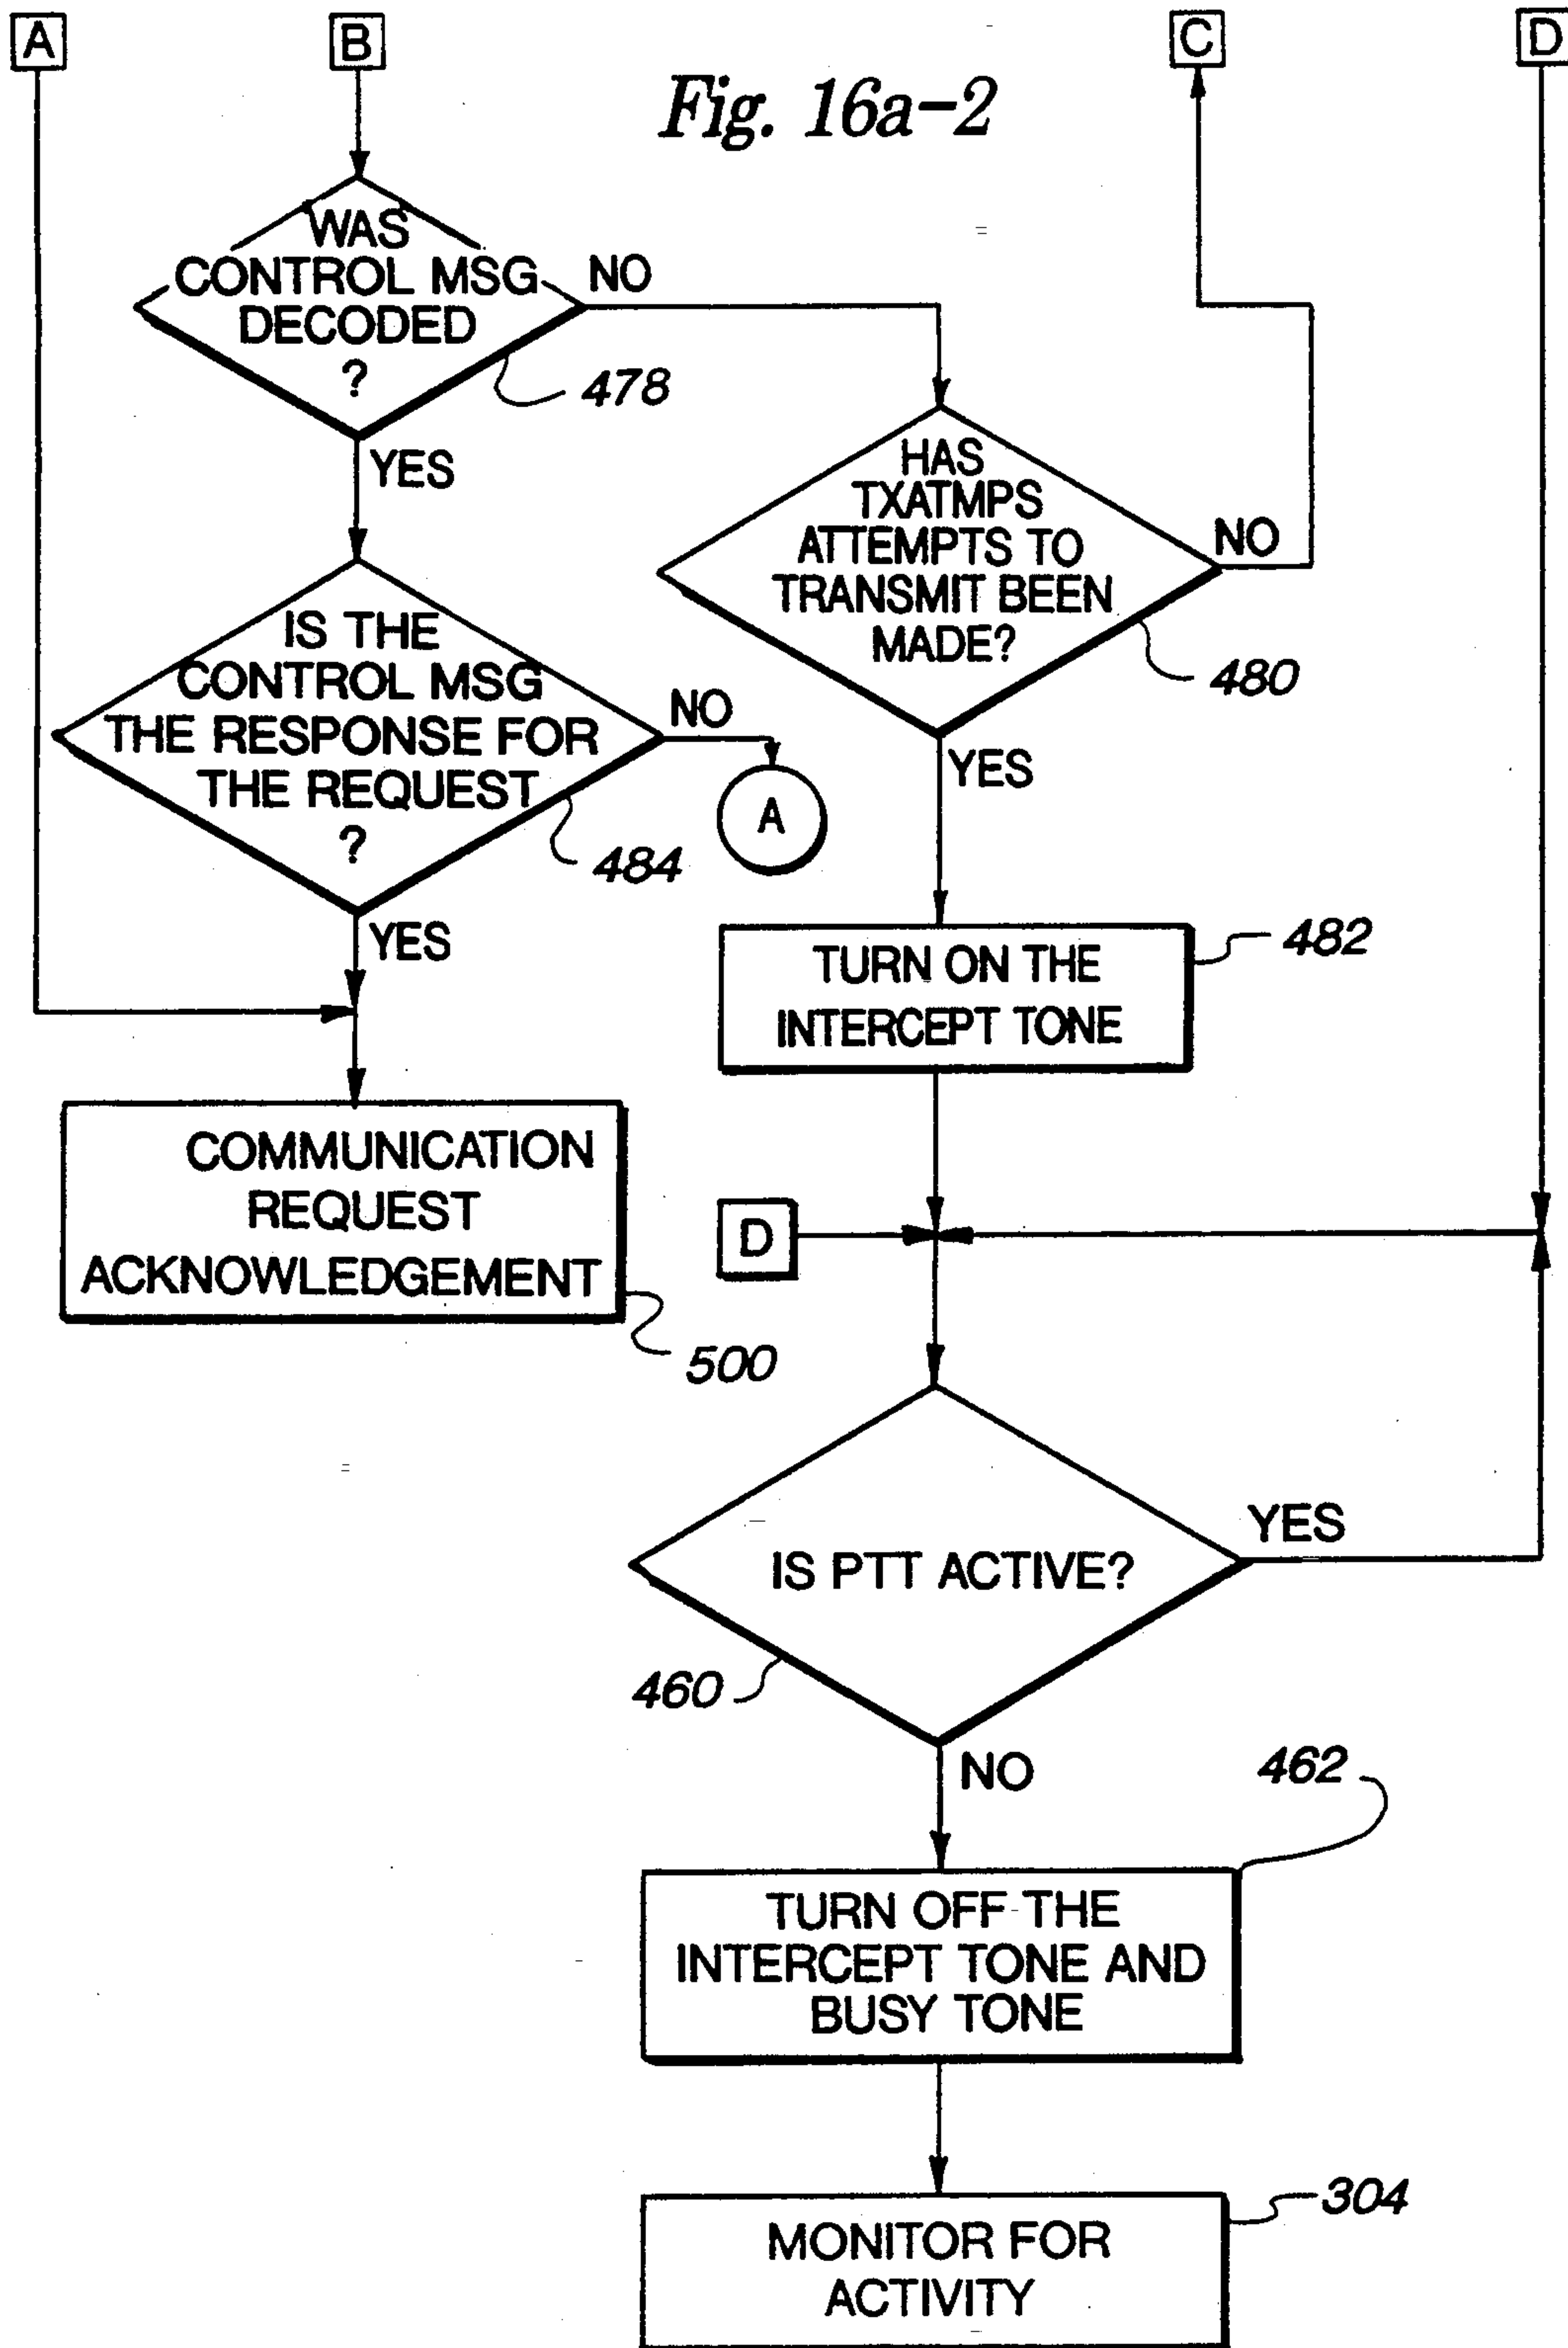 A
B
C
D
Fig. 16a-2
WAS
CONTROL MSG
DECODED
?
NO
478
YES
HAS
TXATMPS
ATTEMPTS TO
TRANSMIT BEEN
MADE?
NO
480
YES
IS THE
CONTROL MSG
THE RESPONSE FOR
THE REQUEST
?
NO
A
484
YES
TURN ON THE
INTERCEPT TONE
482
COMMUNICATION
REQUEST
ACKNOWLEDGEMENT
500
D
IS PTT ACTIVE?
YES
460
NO
462
TURN OFF THE
INTERCEPT TONE AND
BUSY TONE
304
MONITOR FOR
ACTIVITY